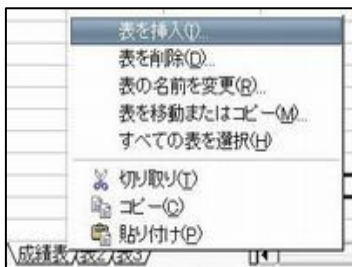 表を挿入(I)...
表を削除(D)...
表の名前を変更(R)...
表を移動またはコピー(M)...
すべての表を選択(H)
切り取り(T)
コピー(C)
貼り付け(P)
成績表 表2 表3